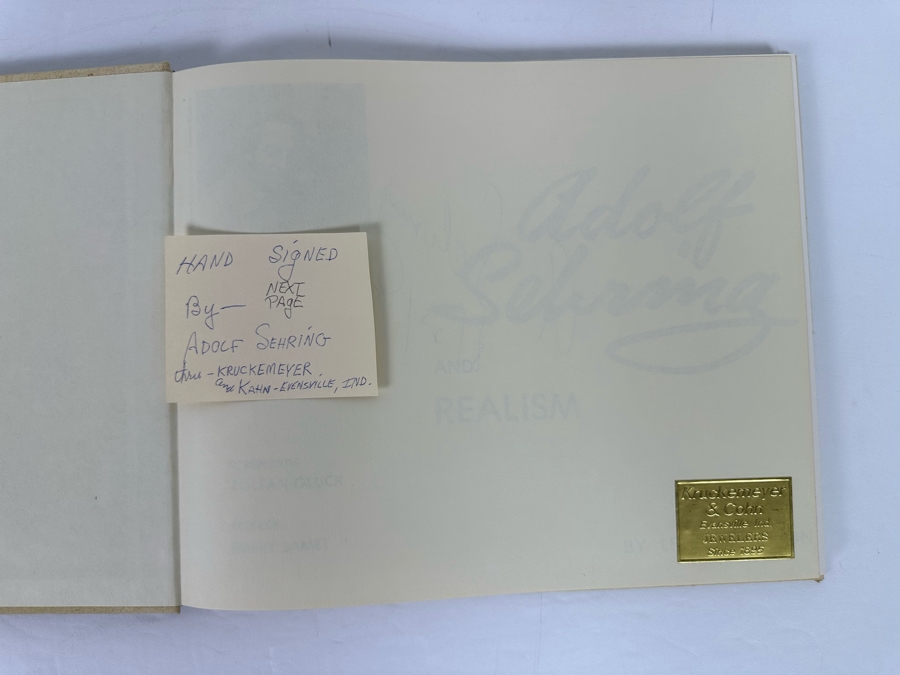 HAND SIGNED
By — NEXT PAGE
ADOLF SEHRING
thru - KRUCKEMEYER.
and KAHN - EVENSVILLE, IND.
Adolf
Sehring
AND
REALISM
Kruckemeyer
& Cohn
Evansville Ind.
JEWELERS
Since 1895